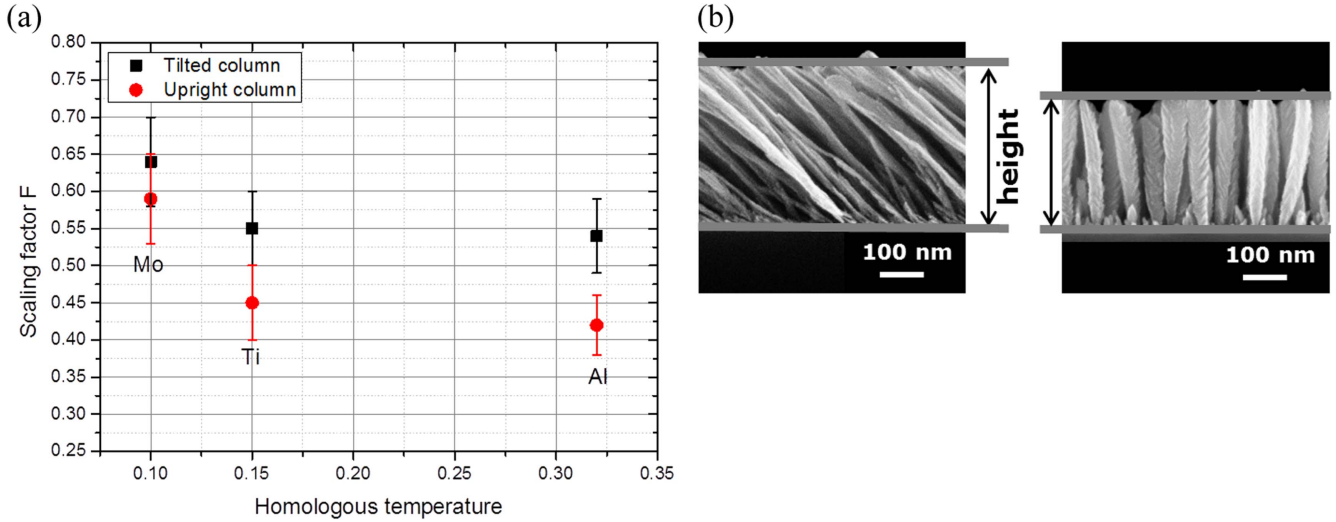 (a)
0.80
0.75
0.70
0.65
0.60
0.55
0.50
0.45
0.40
0.35
0.30
0.25
Scaling factor F
Tilted column
Upright column
Mo
Ti
Al
0.10
0.15
0.20
0.25
0.30
0.35
Homologous temperature
(b)
height
100 nm
100 nm